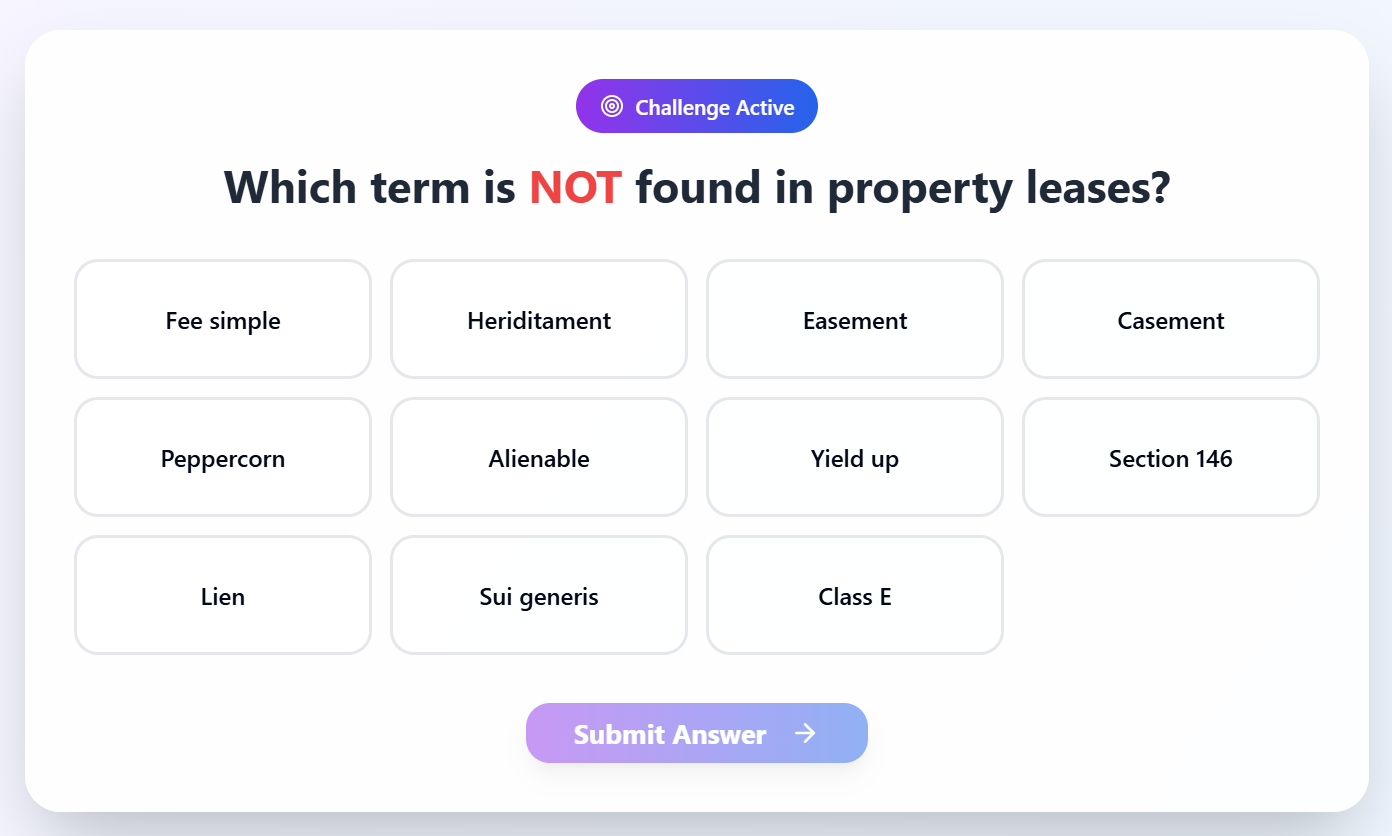 Challenge Active
Which term is NOT found in property leases?
Fee simple
Heriditament
Easement
Casement
Peppercorn
Alienable
Yield up
Section 146
Lien
Sui generis
Class E
Submit Answer →